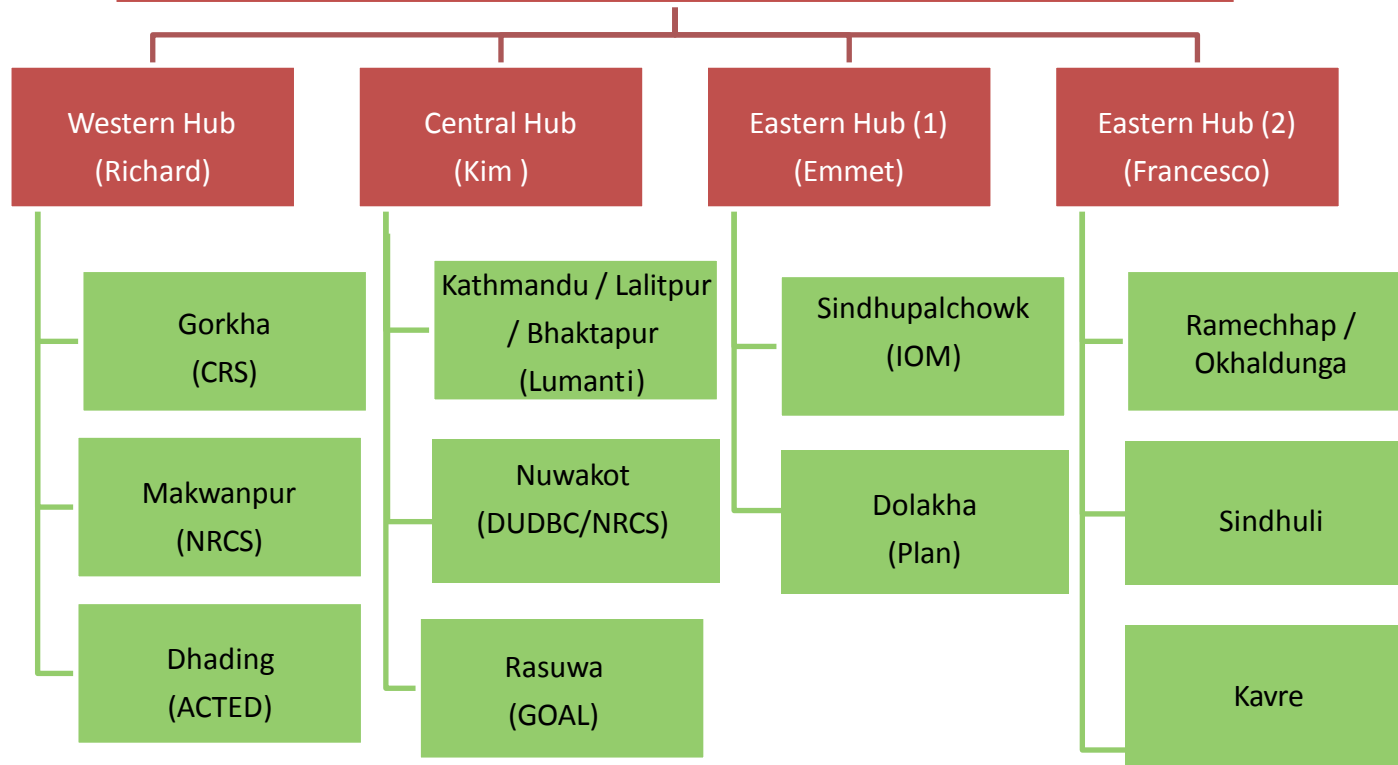 Western Hub
(Richard)
Central Hub
(Kim )
Eastern Hub (1)
(Emmet)
Eastern Hub (2)
(Francesco)
Gorkha
(CRS)
Makwanpur
(NRCS)
Dhading
(ACTED)
Kathmandu / Lalitpur
/ Bhaktapur
(Lumanti)
Nuwakot
(DUDBC/NRCS)
Rasuwa
(GOAL)
Sindhupalchowk
(IOM)
Dolakha
(Plan)
Ramechhap /
Okhaldunga
Sindhuli
Kavre